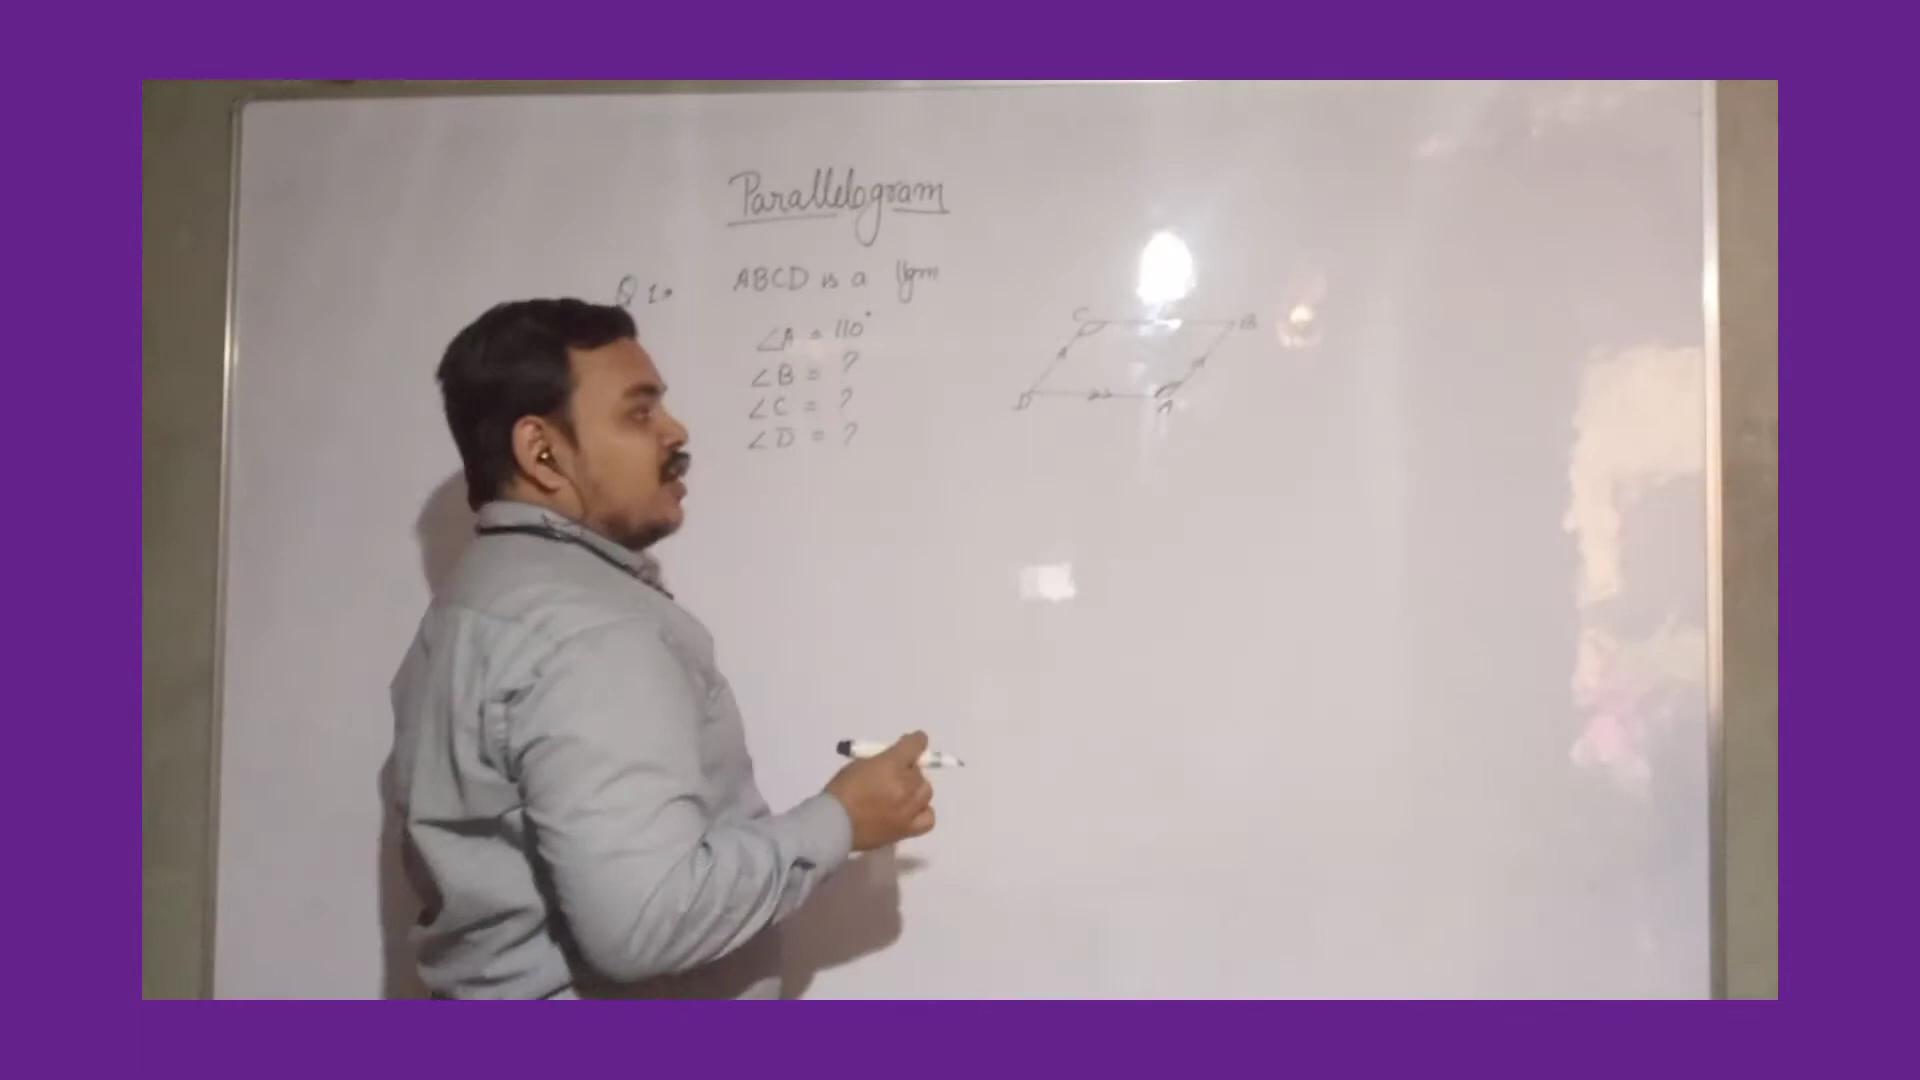 Parallelogram
Q 1. ABCD is a ||gm
∠A = 110°
∠B = ?
∠C = ?
∠D = ?
C B
D A